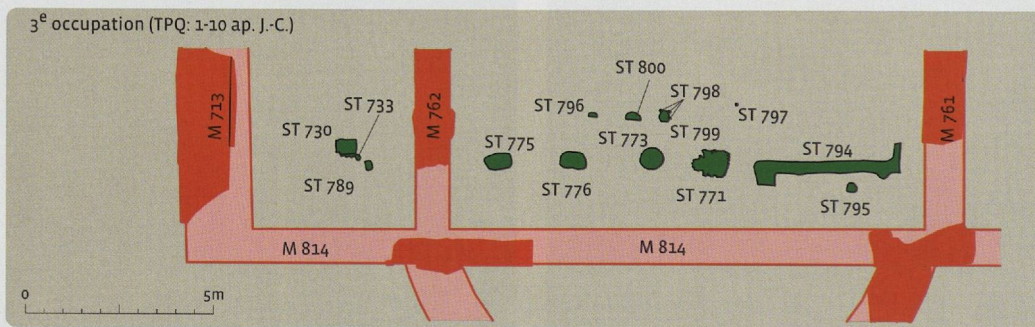 3e occupation (TPQ: 1-10 ap. J.-C.)
ST 800
ST 798
ST 733
ST 796
ST 797
M 713
M 762
M 761
ST 730
ST 775
ST 773
ST 799
ST 794
ST 789
ST 776
ST 771
ST 795
M 814
M 814
0
5m